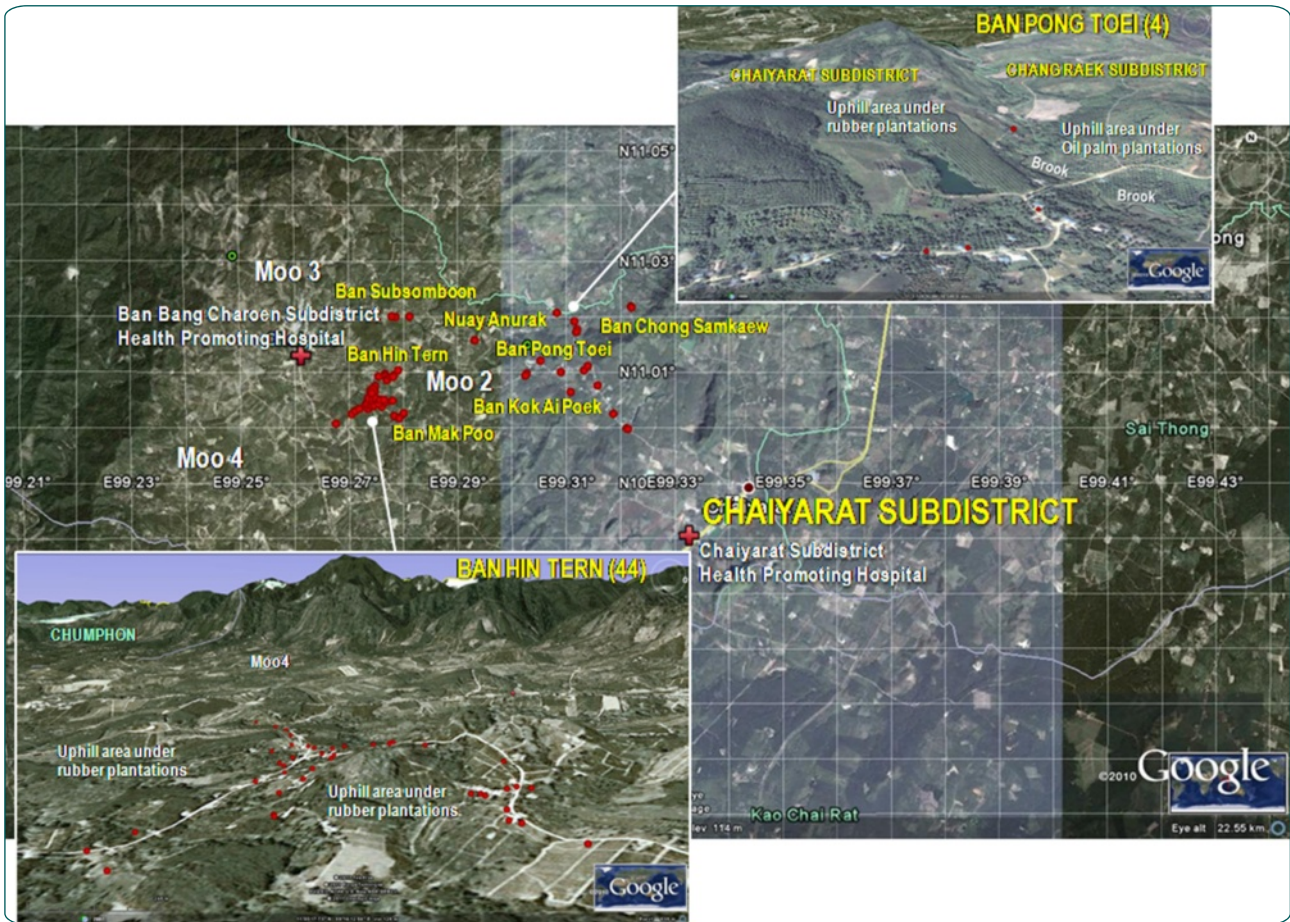 BAN PONG TOEI (4)
CHAIYARAT SUBDISTRICT
CHANG RAEK SUBDISTRICT
Uphill area under
rubber plantations
Uphill area under
Oil palm plantations
Brook
Brook
Google
N11.05°
N11.03°
Moo 3
Ban Subsomboon
Ban Bang Charoen Subdistrict
Health Promoting Hospital
Nuay Anurak
Ban Chong Samkaew
Ban Hin Tern
Ban Pong Toei
Moo 2
N11.01°
Ban Kok Ai Poek
Ban Mak Poo
Sai Thong
Moo 4
E99.23°
E99.25°
E99.27°
E99.29°
E99.31°
E99.33°
E99.35°
E99.37°
E99.39°
E99.41°
E99.43°
CHAIYARAT SUBDISTRICT
Chaiyarat Subdistrict
Health Promoting Hospital
BAN HIN TERN (44)
CHUMPHON
Moo4
Uphill area under
rubber plantations
Uphill area under
rubber plantations
Google
©2010 Google
Kao Chai Rat
114 m
Eye alt 22.55 km